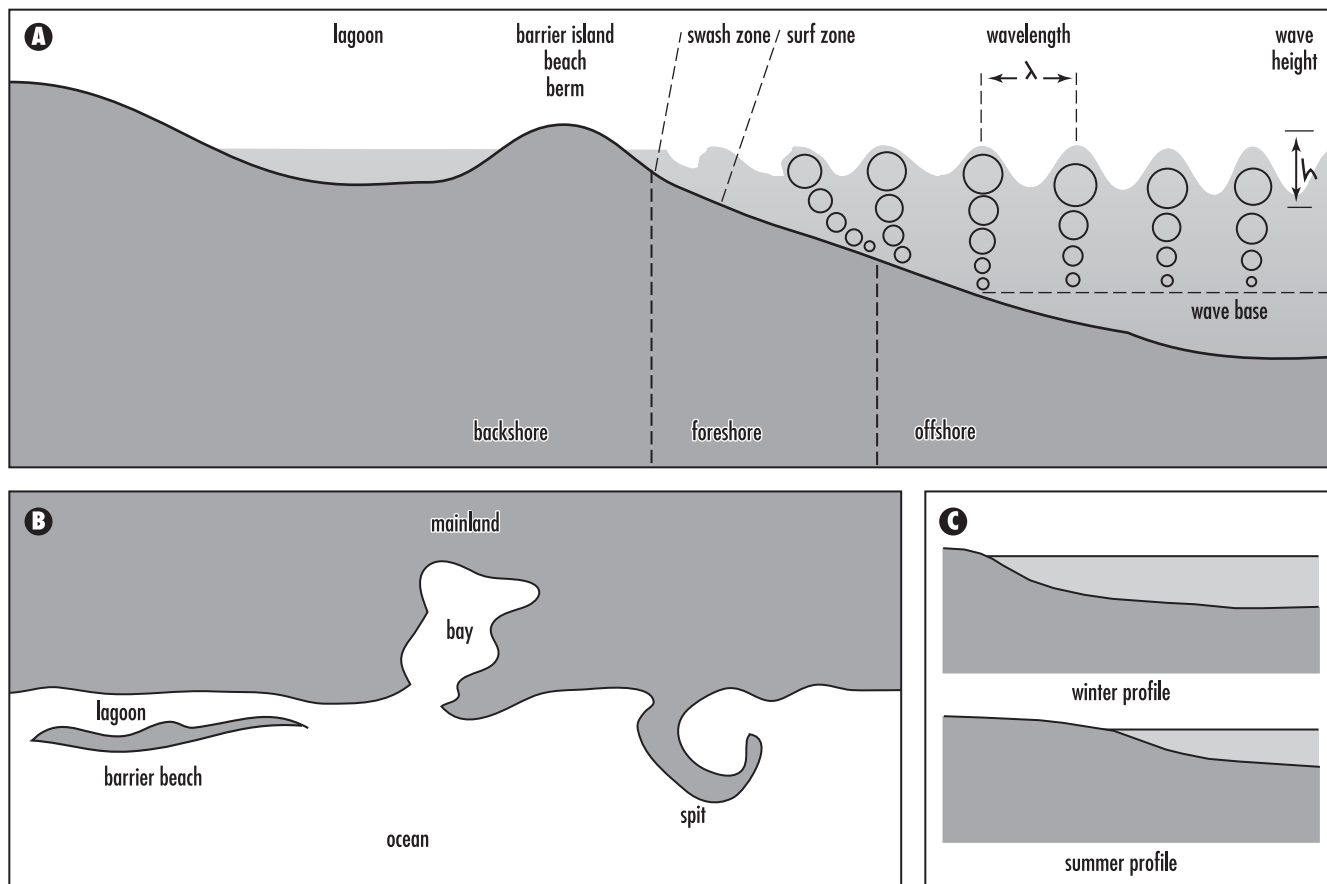 A
lagoon
barrier island
beach
berm
swash zone
surf zone
wavelength
wave
height
λ
h
wave base
backshore
foreshore
offshore
B
mainland
bay
lagoon
barrier beach
spit
ocean
C
winter profile
summer profile